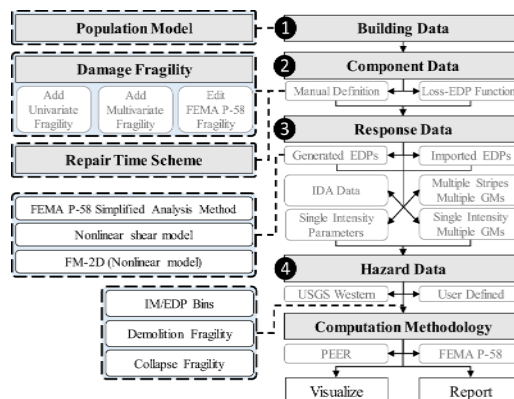 Population Model
1
Building Data
Damage Fragility
2
Component Data
Add
Univariate
Fragility
Add
Multivariate
Fragility
Edit
FEMA P-58
Fragility
Manual Definition
Loss-EDP Function
Repair Time Scheme
3
Response Data
Generated EDPs
Imported EDPs
IDA Data
Multiple Stripes
Multiple GMs
Single Intensity
Parameters
Single Intensity
Multiple GMs
FEMA P-58 Simplified Analysis Method
Nonlinear shear model
FM-2D (Nonlinear model)
4
Hazard Data
USGS Western
User Defined
IM/EDP Bins
Demolition Fragility
Collapse Fragility
Computation Methodology
PEER
FEMA P-58
Visualize
Report